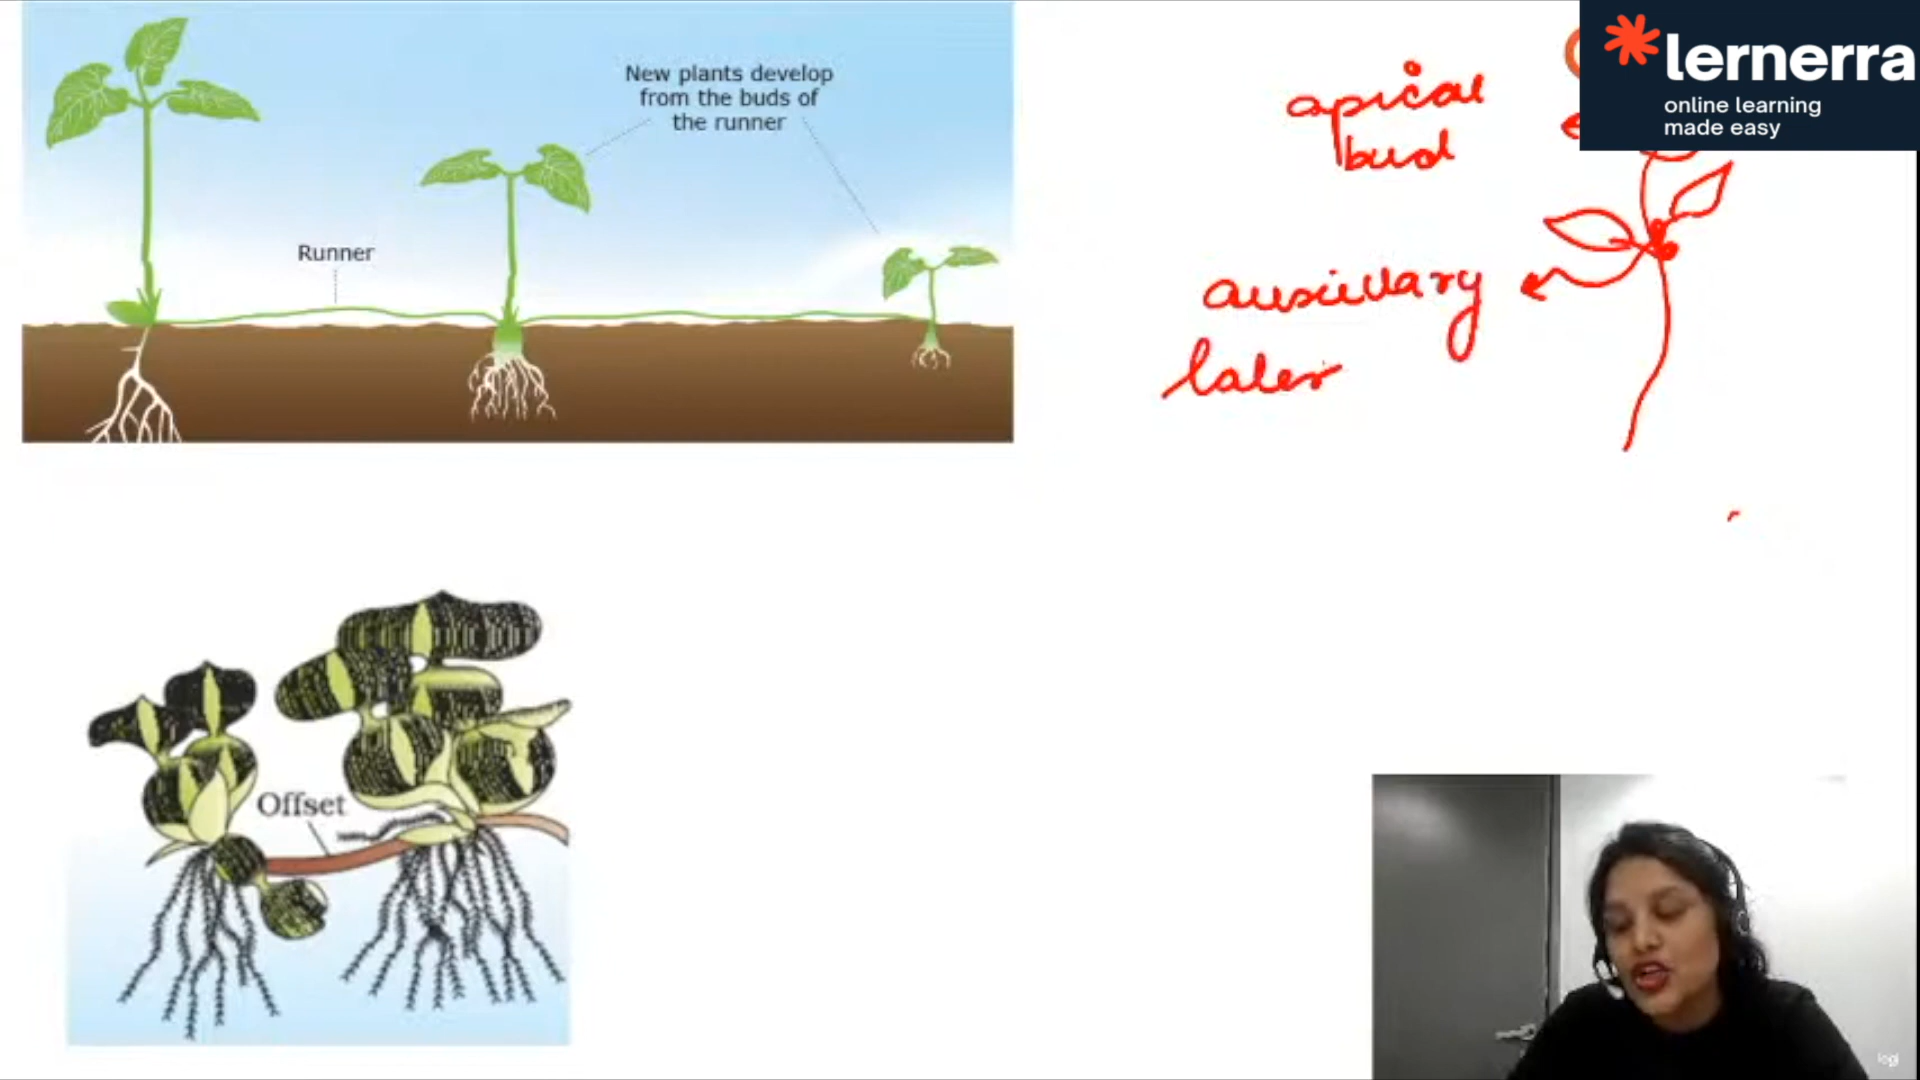 New plants develop
from the buds of
the runner
Runner
apical
bud
auxillary
later
Offset
lernerra
online learning
made easy
logi